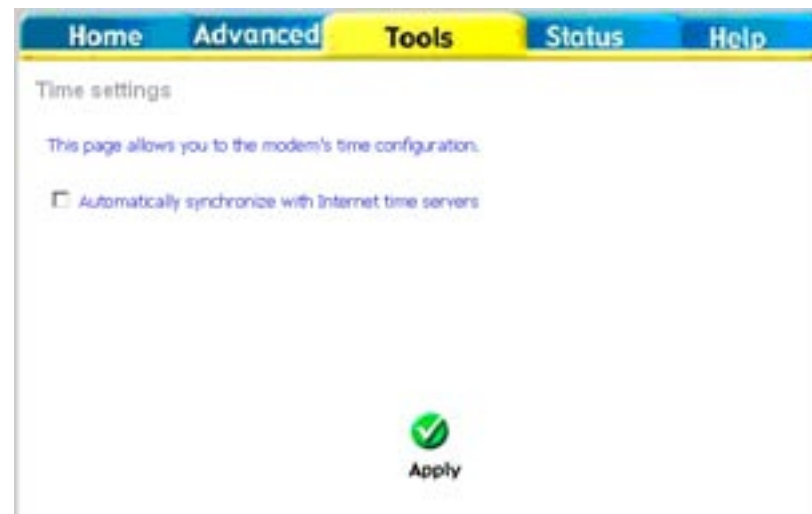 Home Advanced Tools Status Help
Time settings
This page allows you to the modem's time configuration.
Automatically synchronize with Internet time servers
Apply